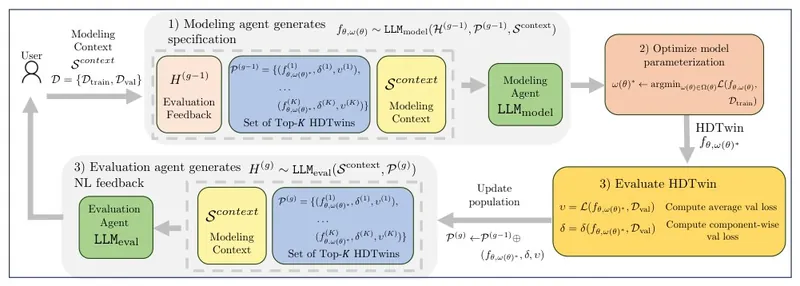 User
Modeling
Context
S^context
D = {D_train, D_val}
1) Modeling agent generates
specification
f_θ,ω(θ) ∼ LLM_model(H^(g−1), P^(g−1), S^context)
H^(g−1)
Evaluation
Feedback
P^(g−1) = {(f^(1)_θ,ω(θ)*, δ^(1), υ^(1)),
...
(f^(K)_θ,ω(θ)*, δ^(K), υ^(K))}
Set of Top-K HDTwins
S^context
Modeling
Context
Modeling
Agent
LLM_model
2) Optimize model
parameterization
ω(θ)* ← argmin_ω(θ)∈Ω(θ) L(f_θ,ω(θ),
D_train)
HDTwin
f_θ,ω(θ)*
3) Evaluate HDTwin
υ = L(f_θ,ω(θ)*, D_val) Compute average val loss
δ = δ(f_θ,ω(θ)*, D_val) Compute component-wise
val loss
Update
population
P^(g) ←P^(g−1)⊕
(f_θ,ω(θ)*, δ, υ)
3) Evaluation agent generates
NL feedback
H^(g) ∼ LLM_eval(S^context, P^(g))
S^context
Modeling
Context
P^(g) = {(f^(1)_θ,ω(θ)*, δ^(1), υ^(1)),
...
(f^(K)_θ,ω(θ)*, δ^(K), υ^(K))}
Set of Top-K HDTwins
Evaluation
Agent
LLM_eval